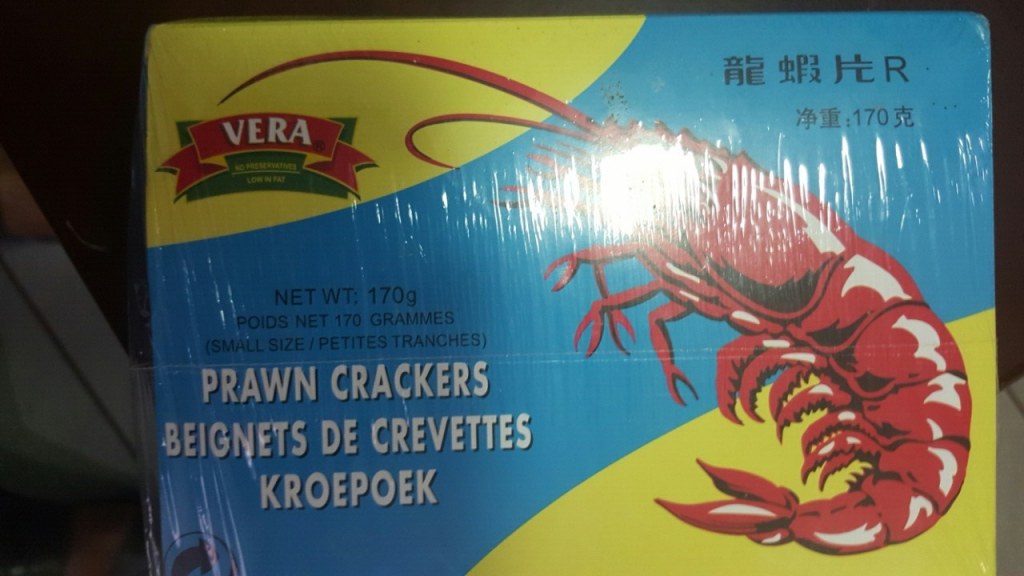 VERA ®
NO PRESERVATIVES
LOW IN FAT
龍蝦片R
净重:170克
NET WT: 170g
POIDS NET 170 GRAMMES
(SMALL SIZE / PETITES TRANCHES)
PRAWN CRACKERS
BEIGNETS DE CREVETTES
KROEPOEK